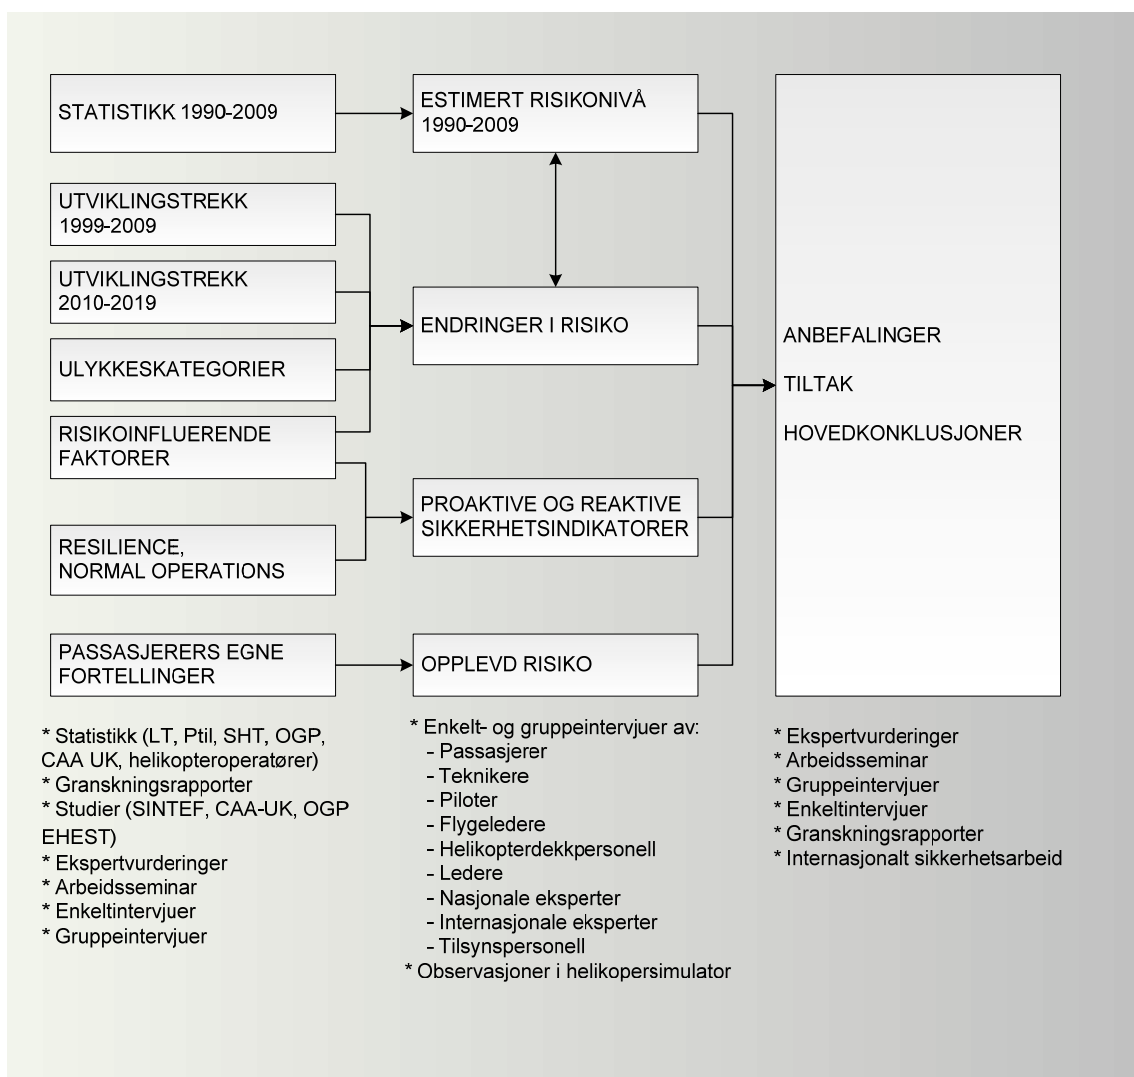 STATISTIKK 1990-2009
UTVIKLINGSTREKK
1999-2009
UTVIKLINGSTREKK
2010-2019
ULYKKESKATEGORIER
RISIKOINFLUERENDE
FAKTORER
RESILIENCE,
NORMAL OPERATIONS
PASSASJERERS EGNE
FORTELLINGER
* Statistikk (LT, Ptil, SHT, OGP,
CAA UK, helikopteroperatører)
* Granskningsrapporter
* Studier (SINTEF, CAA-UK, OGP
EHEST)
* Ekspertvurderinger
* Arbeidsseminar
* Enkeltintervjuer
* Gruppeintervjuer
ESTIMERT RISIKONIVÅ
1990-2009
ENDRINGER I RISIKO
PROAKTIVE OG REAKTIVE
SIKKERHETSINDIKATORER
OPPLEVD RISIKO
* Enkelt- og gruppeintervjuer av:
- Passasjerer
- Teknikere
- Piloter
- Flygeledere
- Helikopterdekkpersonell
- Ledere
- Nasjonale eksperter
- Internasjonale eksperter
- Tilsynspersonell
* Observasjoner i helikopersimulator
ANBEFALINGER
TILTAK
HOVEDKONKLUSJONER
* Ekspertvurderinger
* Arbeidsseminar
* Gruppeintervjuer
* Enkeltintervjuer
* Granskningsrapporter
* Internasjonalt sikkerhetsarbeid